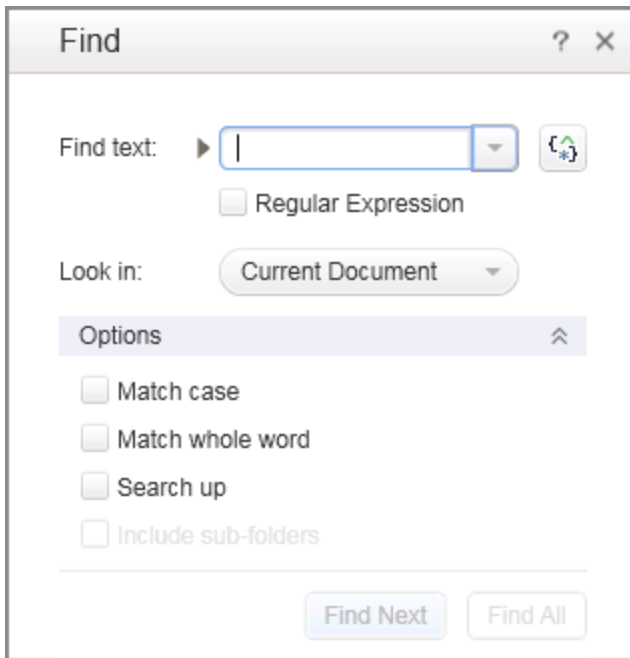 Find
Find text:
Regular Expression
Look in: Current Document
Options
Match case
Match whole word
Search up
Include sub-folders
Find Next Find All